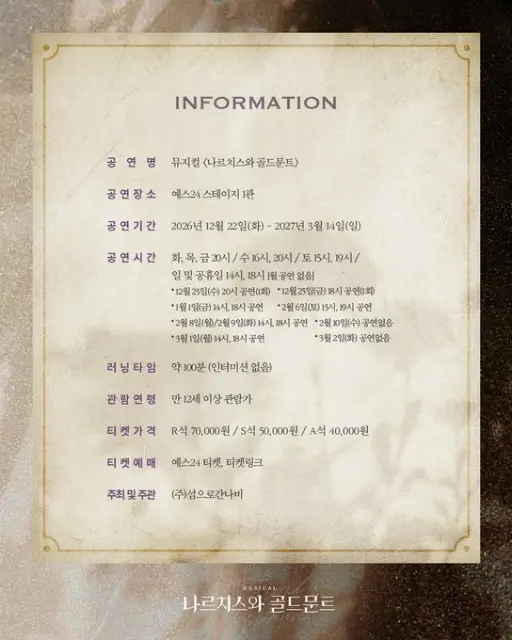 INFORMATION
공 연 명 뮤지컬 <나르치스와 골드문트>
공연장소 예스24 스테이지 1관
공연기간 2026년 12월 22일(화) - 2027년 3월 14일(일)
공연시간 화, 목, 금 20시 / 수 16시, 20시 / 토 15시, 19시 /
일 및 공휴일 14시, 18시 [월 공연 없음]
*12월 23일(수) 20시 공연(1회) *12월 25일(금) 18시 공연(1회)
*1월 1일(금) 14시, 18시 공연 *2월 6일(토) 15시, 19시 공연
*2월 8일(월)/2월 9일(화) 14시, 18시 공연 *2월 10일(수) 공연없음
*3월 1일(월) 14시, 18시 공연 *3월 2일(화) 공연없음
러닝타임 약 100분 (인터미션 없음)
관람연령 만 12세 이상 관람가
티켓가격 R석 70,000원 / S석 50,000원 / A석 40,000원
티켓예매 예스24 티켓, 티켓링크
주최 및 주관 (주)섬으로간나비
MUSICAL
나르치스와 골드문트